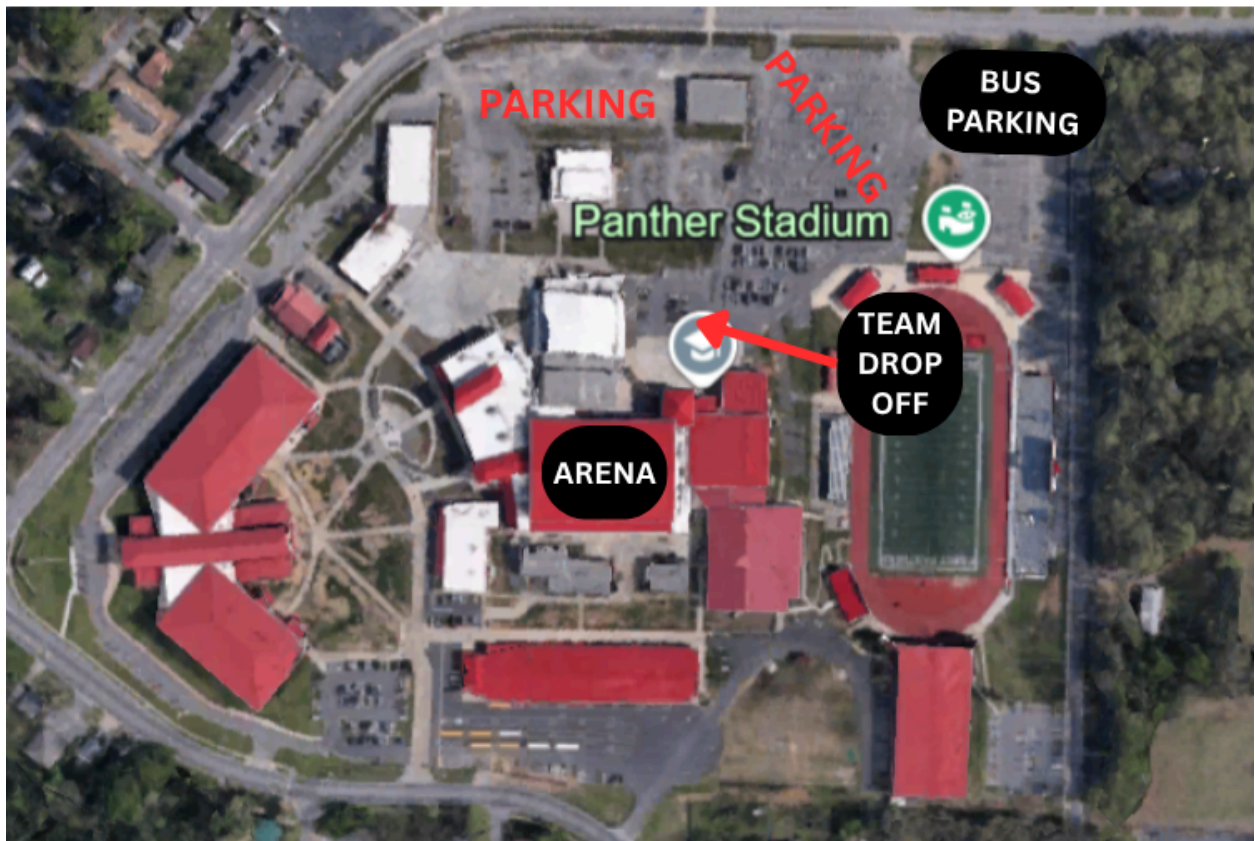 PARKING
PARKING
BUS
PARKING
Panther Stadium
TEAM
DROP
OFF
ARENA